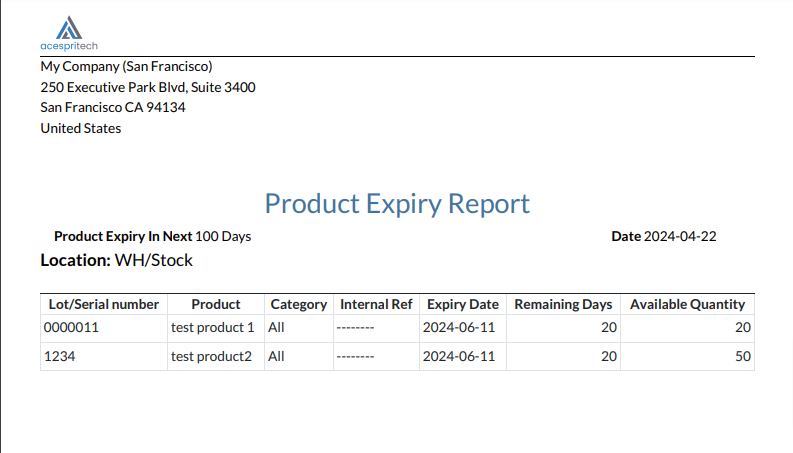 acespritech
My Company (San Francisco)
250 Executive Park Blvd, Suite 3400
San Francisco CA 94134
United States
Product Expiry Report
Product Expiry In Next 100 Days Date 2024-04-22
Location: WH/Stock
Lot/Serial number Product Category Internal Ref Expiry Date Remaining Days Available Quantity
0000011 test product 1 All -------- 2024-06-11 20 20
1234 test product2 All -------- 2024-06-11 20 50